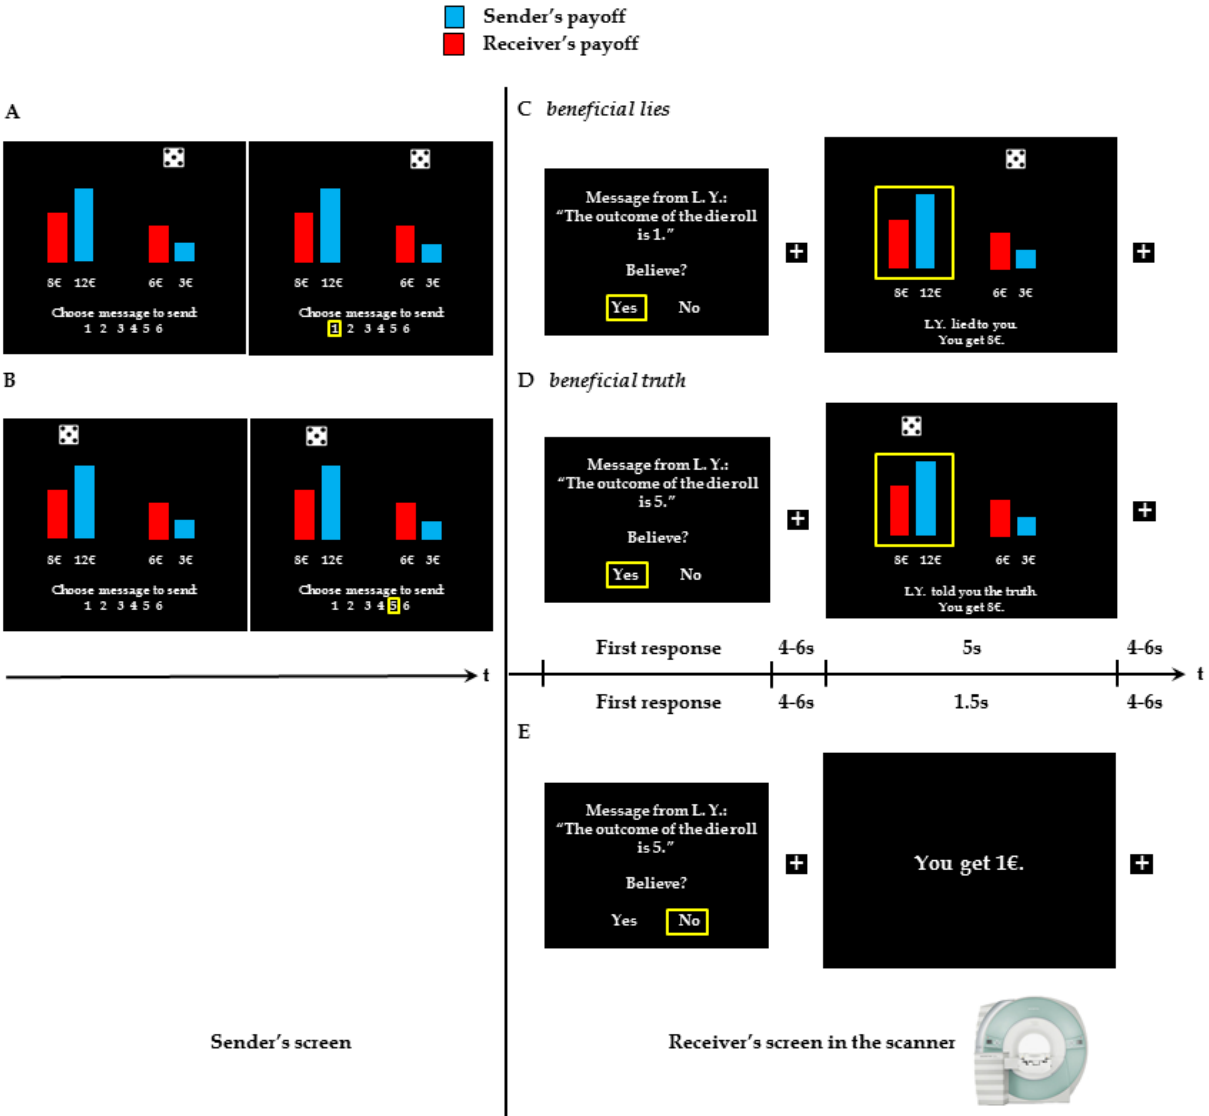 Sender's payoff
Receiver's payoff
A
8€ 12€ 6€ 3€
Choose message to send:
1 2 3 4 5 6
8€ 12€ 6€ 3€
Choose message to send:
1 2 3 4 5 6
B
8€ 12€ 6€ 3€
Choose message to send:
1 2 3 4 5 6
8€ 12€ 6€ 3€
Choose message to send:
1 2 3 4 5 6
t
Sender's screen
C beneficial lies
Message from L. Y.:
“The outcome of the die roll
is 1.”
Believe?
Yes No
+
8€ 12€ 6€ 3€
L.Y. lied to you.
You get 8€.
+
D beneficial truth
Message from L. Y.:
“The outcome of the die roll
is 5.”
Believe?
Yes No
+
8€ 12€ 6€ 3€
L.Y. told you the truth.
You get 8€.
+
First response 4-6s 5s 4-6s
t
First response 4-6s 1.5s 4-6s
E
Message from L. Y.:
“The outcome of the die roll
is 5.”
Believe?
Yes No
+
You get 1€.
+
Receiver's screen in the scanner